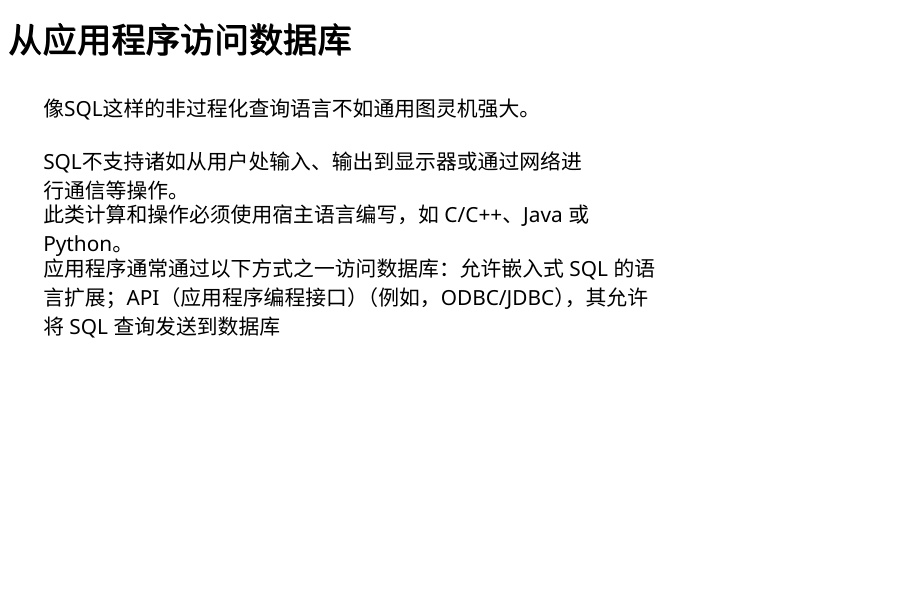 从应用程序访问数据库
像SQL这样的非过程化查询语言不如通用图灵机强大。
SQL不支持诸如从用户处输入、输出到显示器或通过网络进
行通信等操作。
此类计算和操作必须使用宿主语言编写，如 C/C++、Java 或
Python。
应用程序通常通过以下方式之一访问数据库：允许嵌入式 SQL 的语
言扩展；API（应用程序编程接口）（例如，ODBC/JDBC），其允许
将 SQL 查询发送到数据库